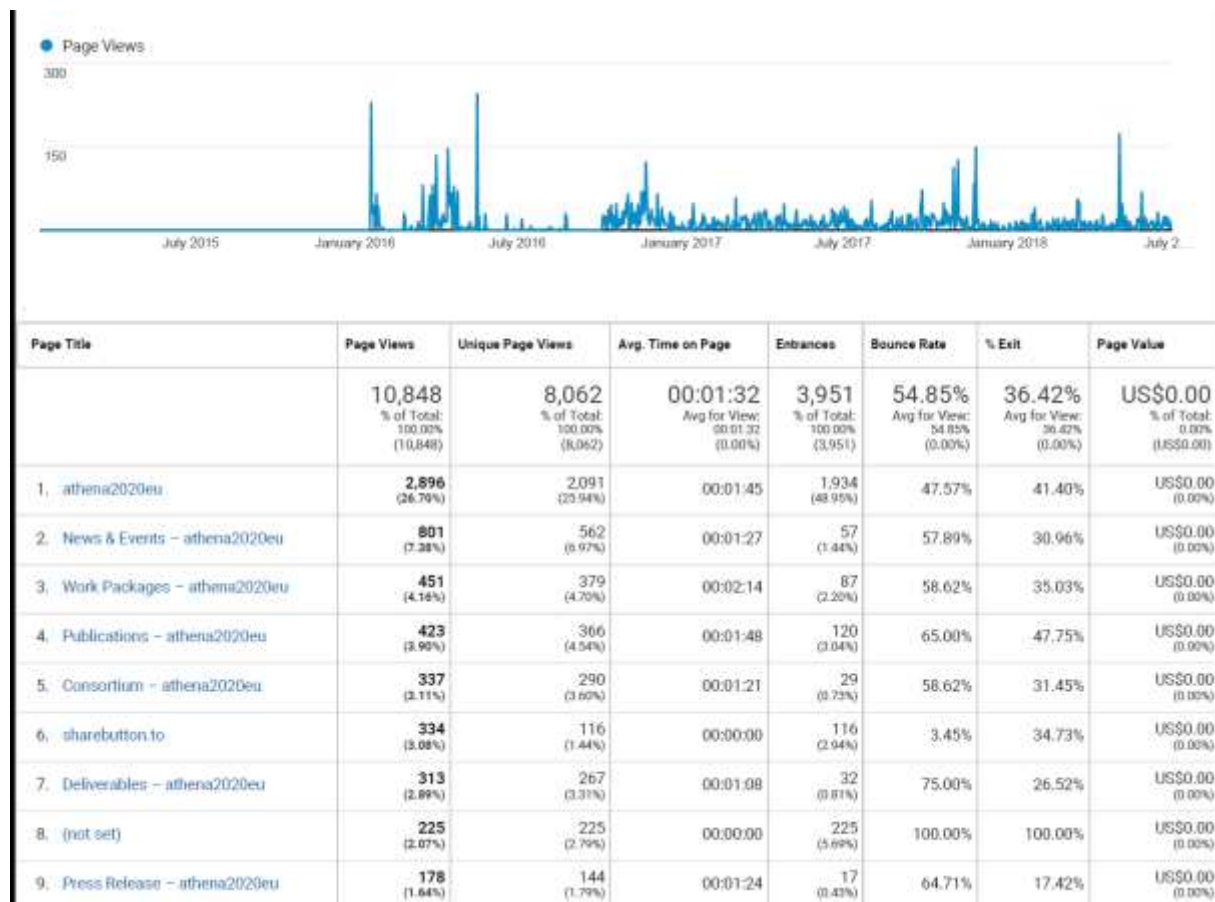 Page Views
300
150
July 2015 January 2016 July 2016 January 2017 July 2017 January 2018 July 2...
Page Title Page Views Unique Page Views Avg. Time on Page Entrances Bounce Rate % Exit Page Value
10,848 8,062 00:01:32 3,951 54.85% 36.42% US$0.00
% of Total: % of Total: Avg for View: % of Total: Avg for View: Avg for View: % of Total:
100.00% 100.00% 00:01:32 100.00% 54.85% 36.42% 0.00%
(10,848) (8,062) (0.00%) (3,951) (0.00%) (0.00%) (US$0.00)
1. athena2020eu 2,896 2,091 00:01:45 1,934 47.57% 41.40% US$0.00
(26.70%) (25.94%) (48.95%) (0.00%)
2. News & Events – athena2020eu 801 562 00:01:27 57 57.89% 30.96% US$0.00
(7.38%) (6.97%) (1.44%) (0.00%)
3. Work Packages – athena2020eu 451 379 00:02:14 87 58.62% 35.03% US$0.00
(4.16%) (4.70%) (2.20%) (0.00%)
4. Publications – athena2020eu 423 366 00:01:48 120 65.00% 47.75% US$0.00
(3.90%) (4.54%) (3.04%) (0.00%)
5. Consortium – athena2020eu 337 290 00:01:21 29 58.62% 31.45% US$0.00
(3.11%) (3.60%) (0.73%) (0.00%)
6. sharebutton.to 334 116 00:00:00 116 3.45% 34.73% US$0.00
(3.08%) (1.44%) (2.94%) (0.00%)
7. Deliverables – athena2020eu 313 267 00:01:08 32 75.00% 26.52% US$0.00
(2.89%) (3.31%) (0.81%) (0.00%)
8. (not set) 225 225 00:00:00 225 100.00% 100.00% US$0.00
(2.07%) (2.79%) (5.69%) (0.00%)
9. Press Release – athena2020eu 178 144 00:01:24 17 64.71% 17.42% US$0.00
(1.64%) (1.79%) (0.43%) (0.00%)